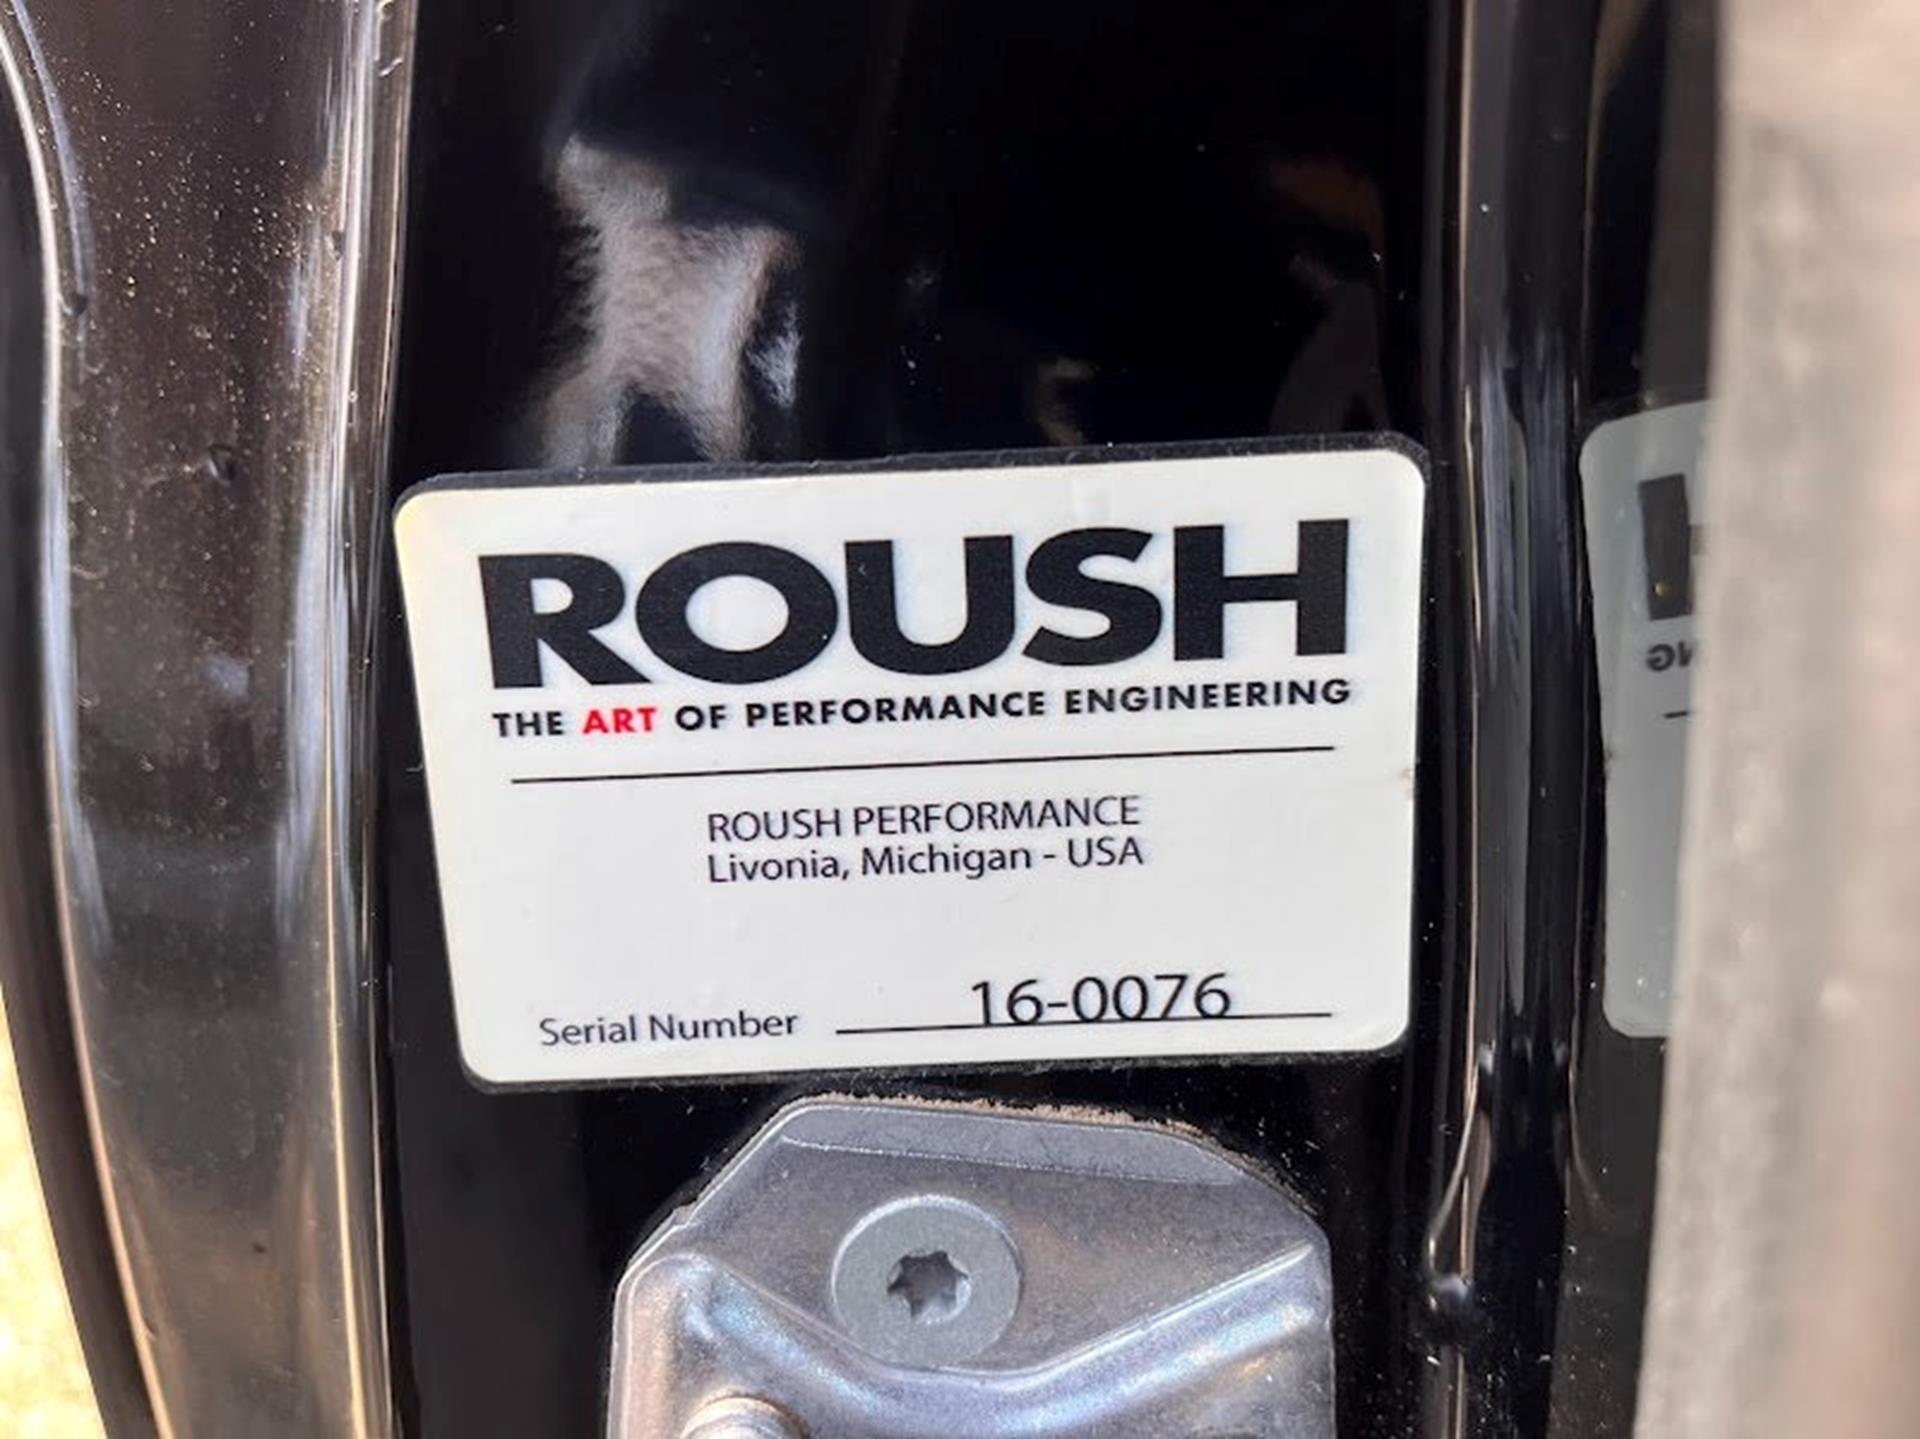 ROUSH
THE ART OF PERFORMANCE ENGINEERING
ROUSH PERFORMANCE
Livonia, Michigan - USA
Serial Number 16-0076